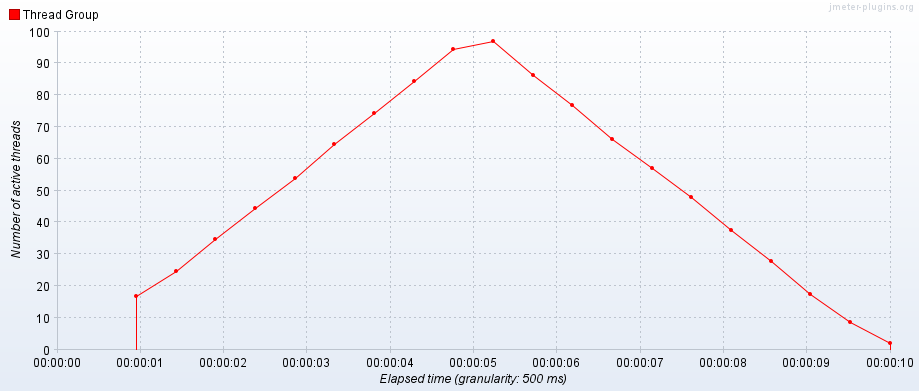 jmeter-plugins.org
Thread Group
100
90
80
70
60
50
40
30
20
10
0
Number of active threads
00:00:00 00:00:01 00:00:02 00:00:03 00:00:04 00:00:05 00:00:06 00:00:07 00:00:08 00:00:09 00:00:10
Elapsed time (granularity: 500 ms)